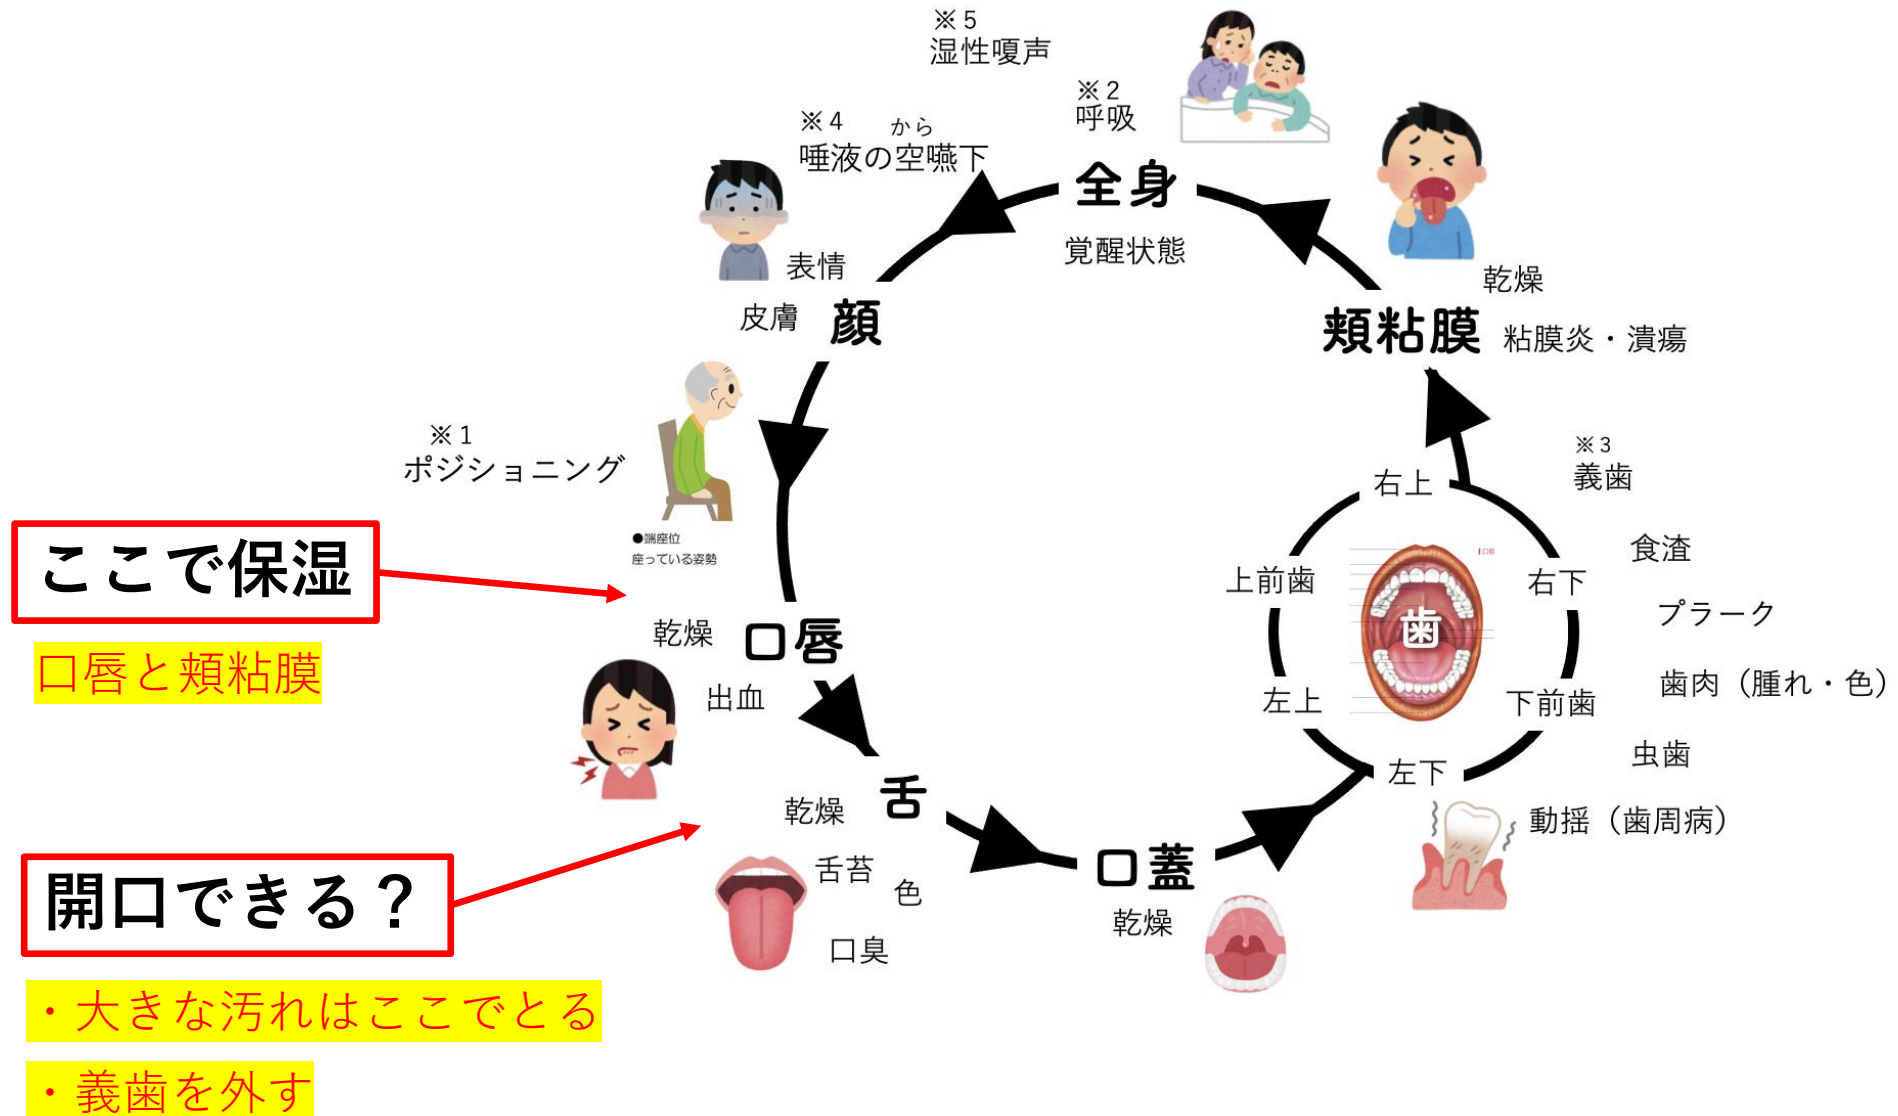 ※5
湿性嗄声
※2
呼吸
※4
から
唾液の空嚥下
全身
覚醒状態
表情
皮膚
顔
乾燥
頬粘膜
粘膜炎・潰瘍
※1
ポジショニング
●端座位
座っている姿勢
ここで保湿
口唇と頬粘膜
乾燥
口唇
出血
開口できる？
・大きな汚れはここでとる
・義歯を外す
舌
乾燥
舌苔
色
口臭
口蓋
乾燥
※3
義歯
右上
食渣
上前歯
口腔
右下
歯
プラーク
左上
下前歯
歯肉（腫れ・色）
左下
虫歯
動揺（歯周病）